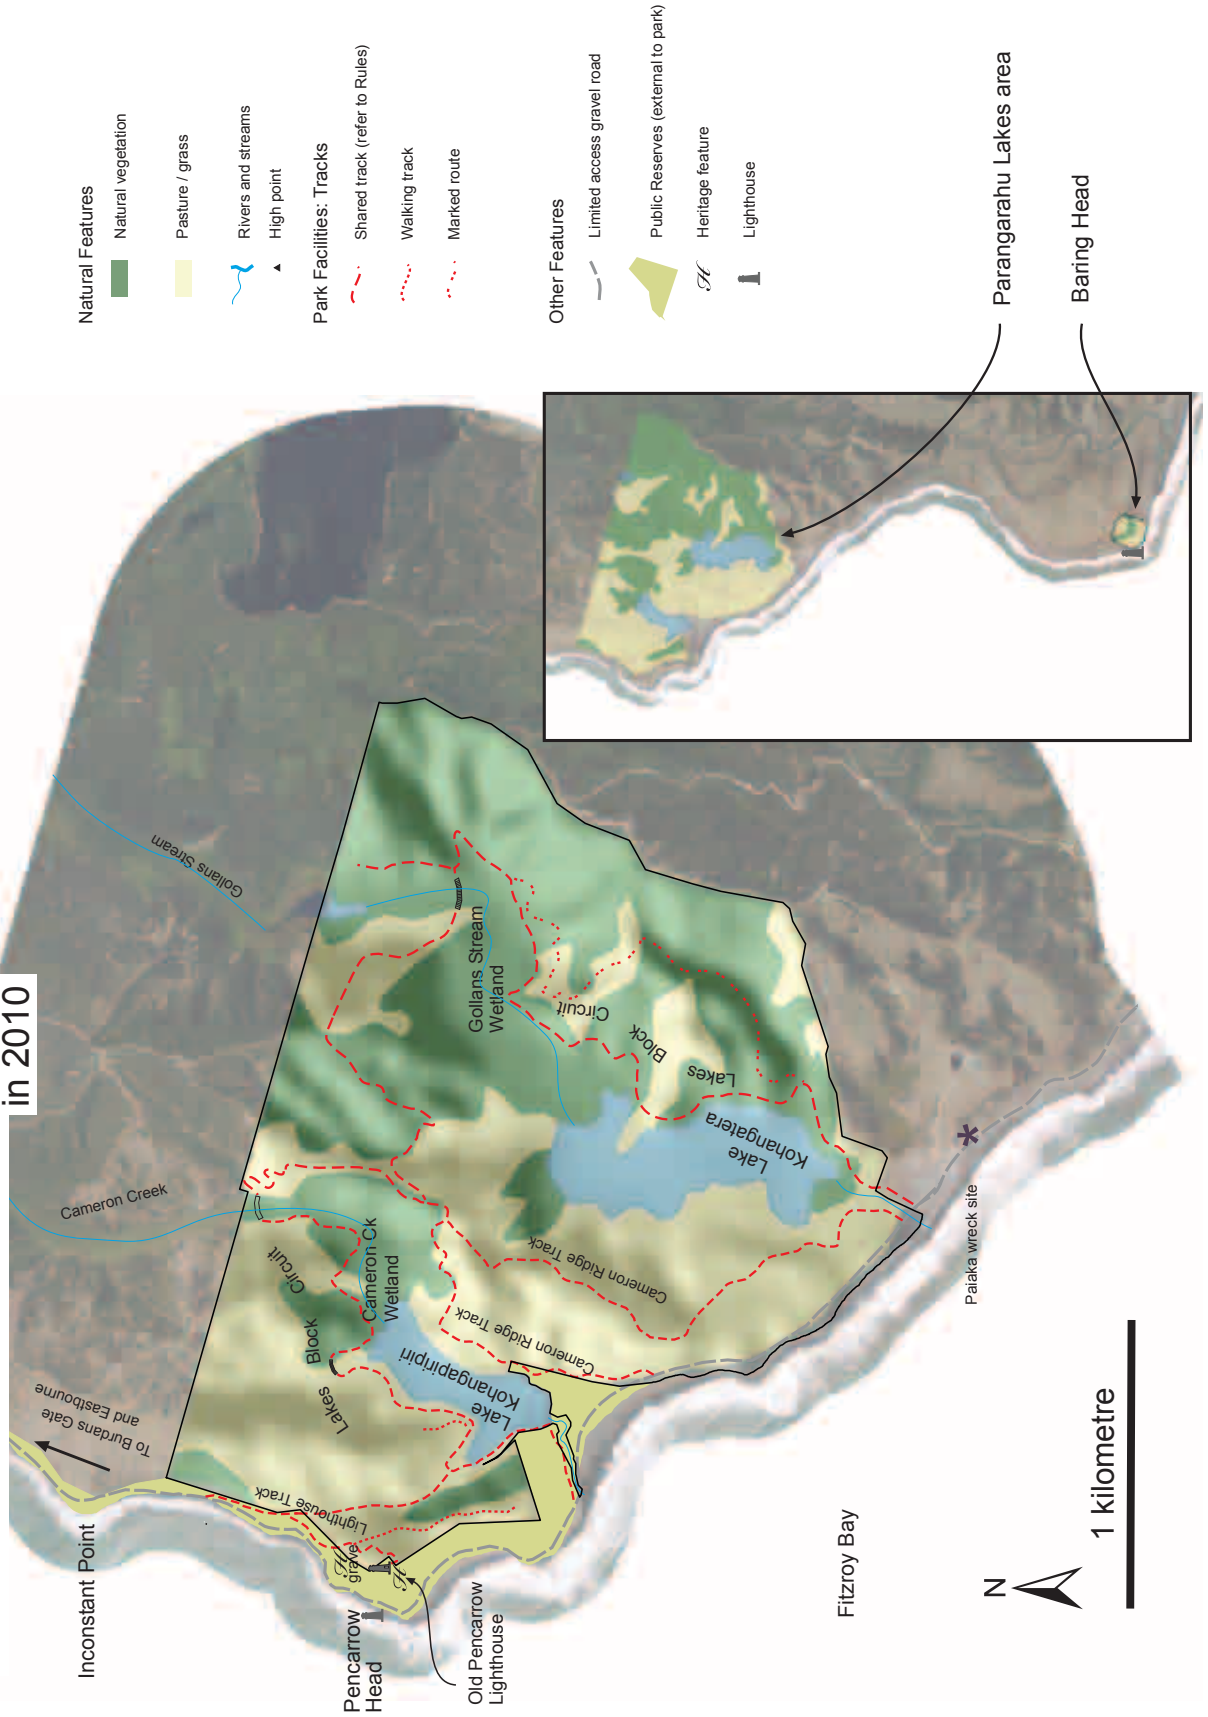 in 2010
Natural Features
Natural vegetation
Pasture / grass
Rivers and streams
High point
Park Facilities: Tracks
Shared track (refer to Rules)
Walking track
Marked route
Other Features
Limited access gravel road
Public Reserves (external to park)
H
Heritage feature
Lighthouse
Parangarahu Lakes area
Baring Head
Inconstant Point
To Burdans Gate
and Eastbourne
Cameron Creek
Gollans Stream
Gollans Stream
Wetland
Cameron Ck
Wetland
Lakes
Block
Circuit
Lakes
Block
Circuit
Lake
Kohangapiripiri
Lake
Kohangatera
Cameron Ridge Track
Cameron Ridge Track
Lighthouse Track
H
grave
H
Pencarrow
Head
Old Pencarrow
Lighthouse
Fitzroy Bay
Paiaka wreck site
*
N
1 kilometre